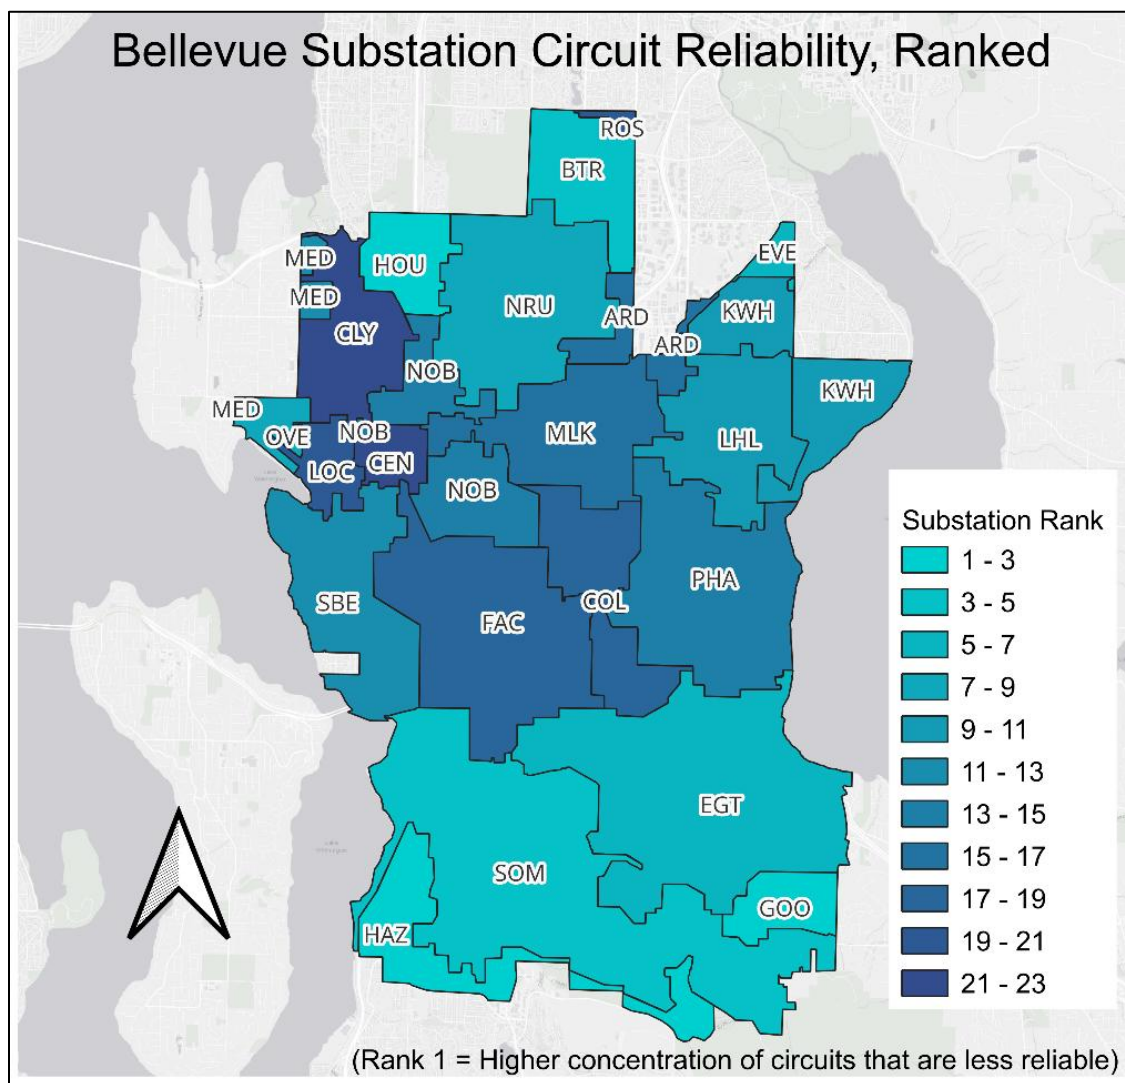 Bellevue Substation Circuit Reliability, Ranked
ROS
BTR
MED
HOU
EVE
MED
NRU
ARD
KWH
CLY
ARD
NOB
KWH
MED
OVE
NOB
MLK
LHL
LOC
CEN
NOB
SBE
FAC
COL
PHA
EGT
SOM
GOO
HAZ
Substation Rank
1 - 3
3 - 5
5 - 7
7 - 9
9 - 11
11 - 13
13 - 15
15 - 17
17 - 19
19 - 21
21 - 23
(Rank 1 = Higher concentration of circuits that are less reliable)